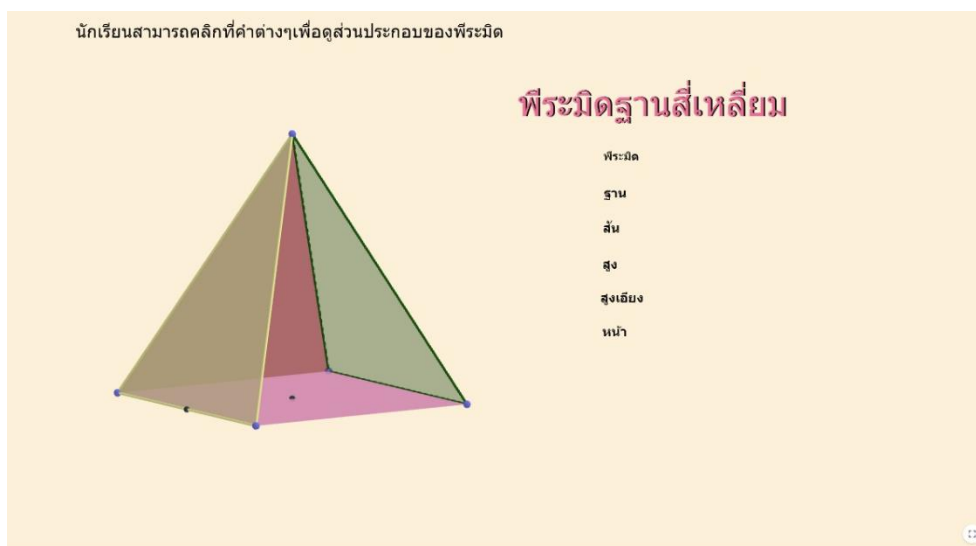 นักเรียนสามารถคลิกที่คำต่างๆเพื่อดูส่วนประกอบของพีระมิด
พีระมิดฐานสี่เหลี่ยม
พีระมิด
ฐาน
สัน
สูง
สูงเอียง
หน้า